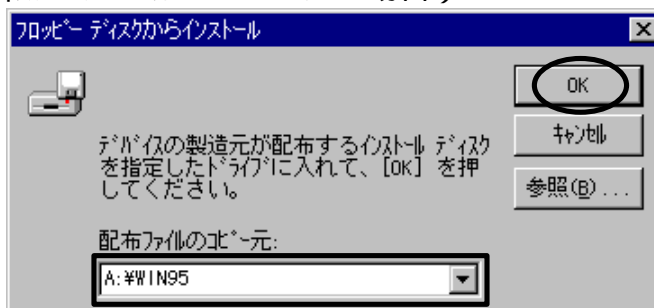 ﾌﾛｯﾋﾟｰ ﾃﾞｨｽｸからｲﾝｽﾄｰﾙ
OK
ﾃﾞﾊﾞｲｽの製造元が配布するｲﾝｽﾄｰﾙ ﾃﾞｨｽｸ
を指定したﾄﾞﾗｲﾌﾞに入れて、[OK] を押
してください。
ｷｬﾝｾﾙ
参照(B)...
配布ﾌｧｲﾙのｺﾋﾟｰ元:
A:¥WIN95